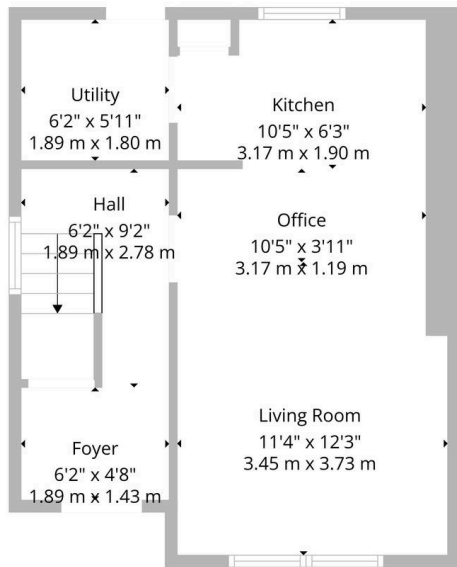 Utility
6'2" x 5'11"
1.89 m x 1.80 m
Kitchen
10'5" x 6'3"
3.17 m x 1.90 m
Hall
6'2" x 9'2"
1.89 m x 2.78 m
Office
10'5" x 3'11"
3.17 m x 1.19 m
Living Room
11'4" x 12'3"
3.45 m x 3.73 m
Foyer
6'2" x 4'8"
1.89 m x 1.43 m